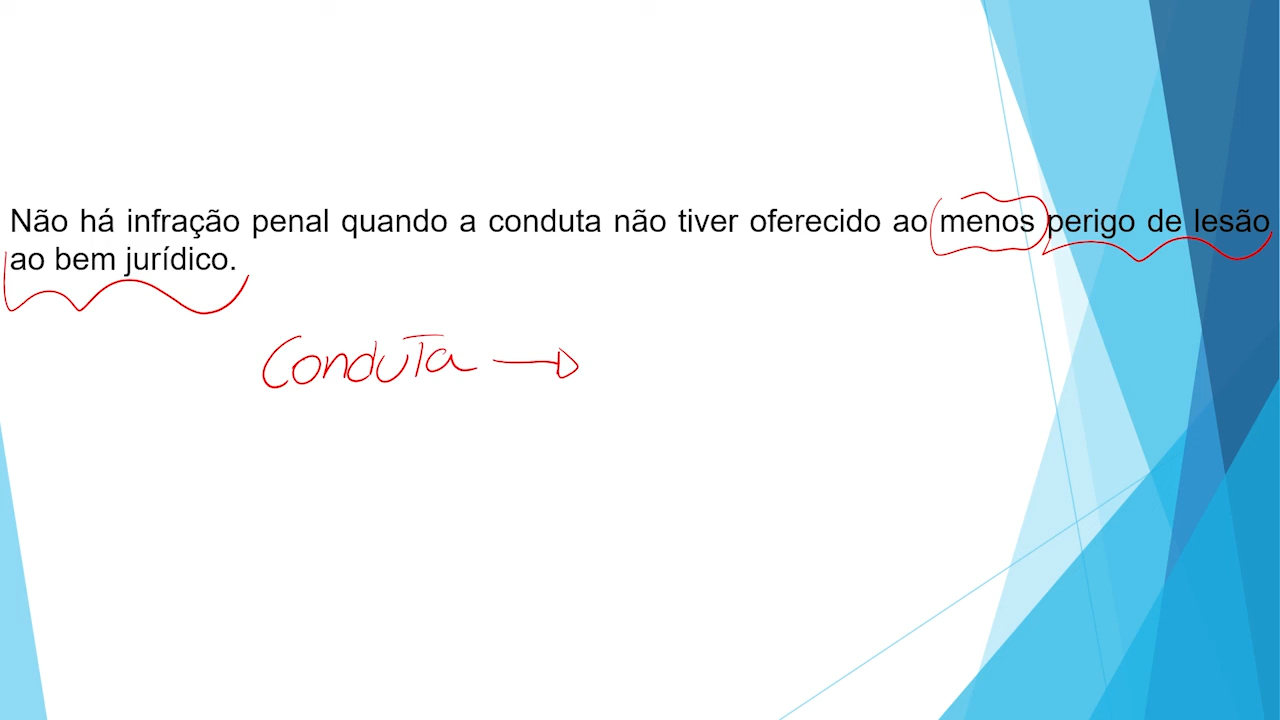 Não há infração penal quando a conduta não tiver oferecido ao menos perigo de lesão
ao bem jurídico.
Conduta